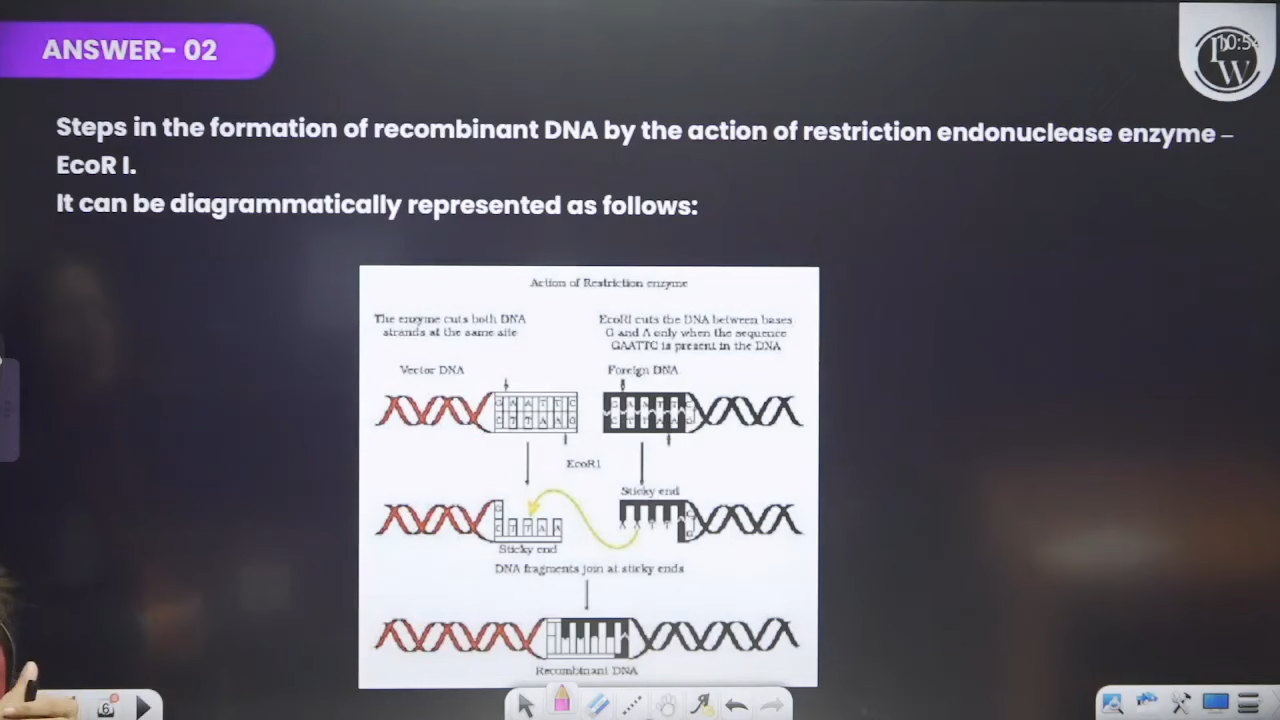 ANSWER- 02
Steps in the formation of recombinant DNA by the action of restriction endonuclease enzyme –
EcoR I.
It can be diagrammatically represented as follows:
Action of Restriction enzyme
The enzyme cuts both DNA
strands at the same site
EcoRI cuts the DNA between bases
G and A only when the sequence
GAATTC is present in the DNA
Vector DNA
Foreign DNA
G A A T T C
C T T A A G
EcoR1
Sticky end
G
C T T A A
Sticky end
DNA fragments join at sticky ends
Recombinant DNA
6